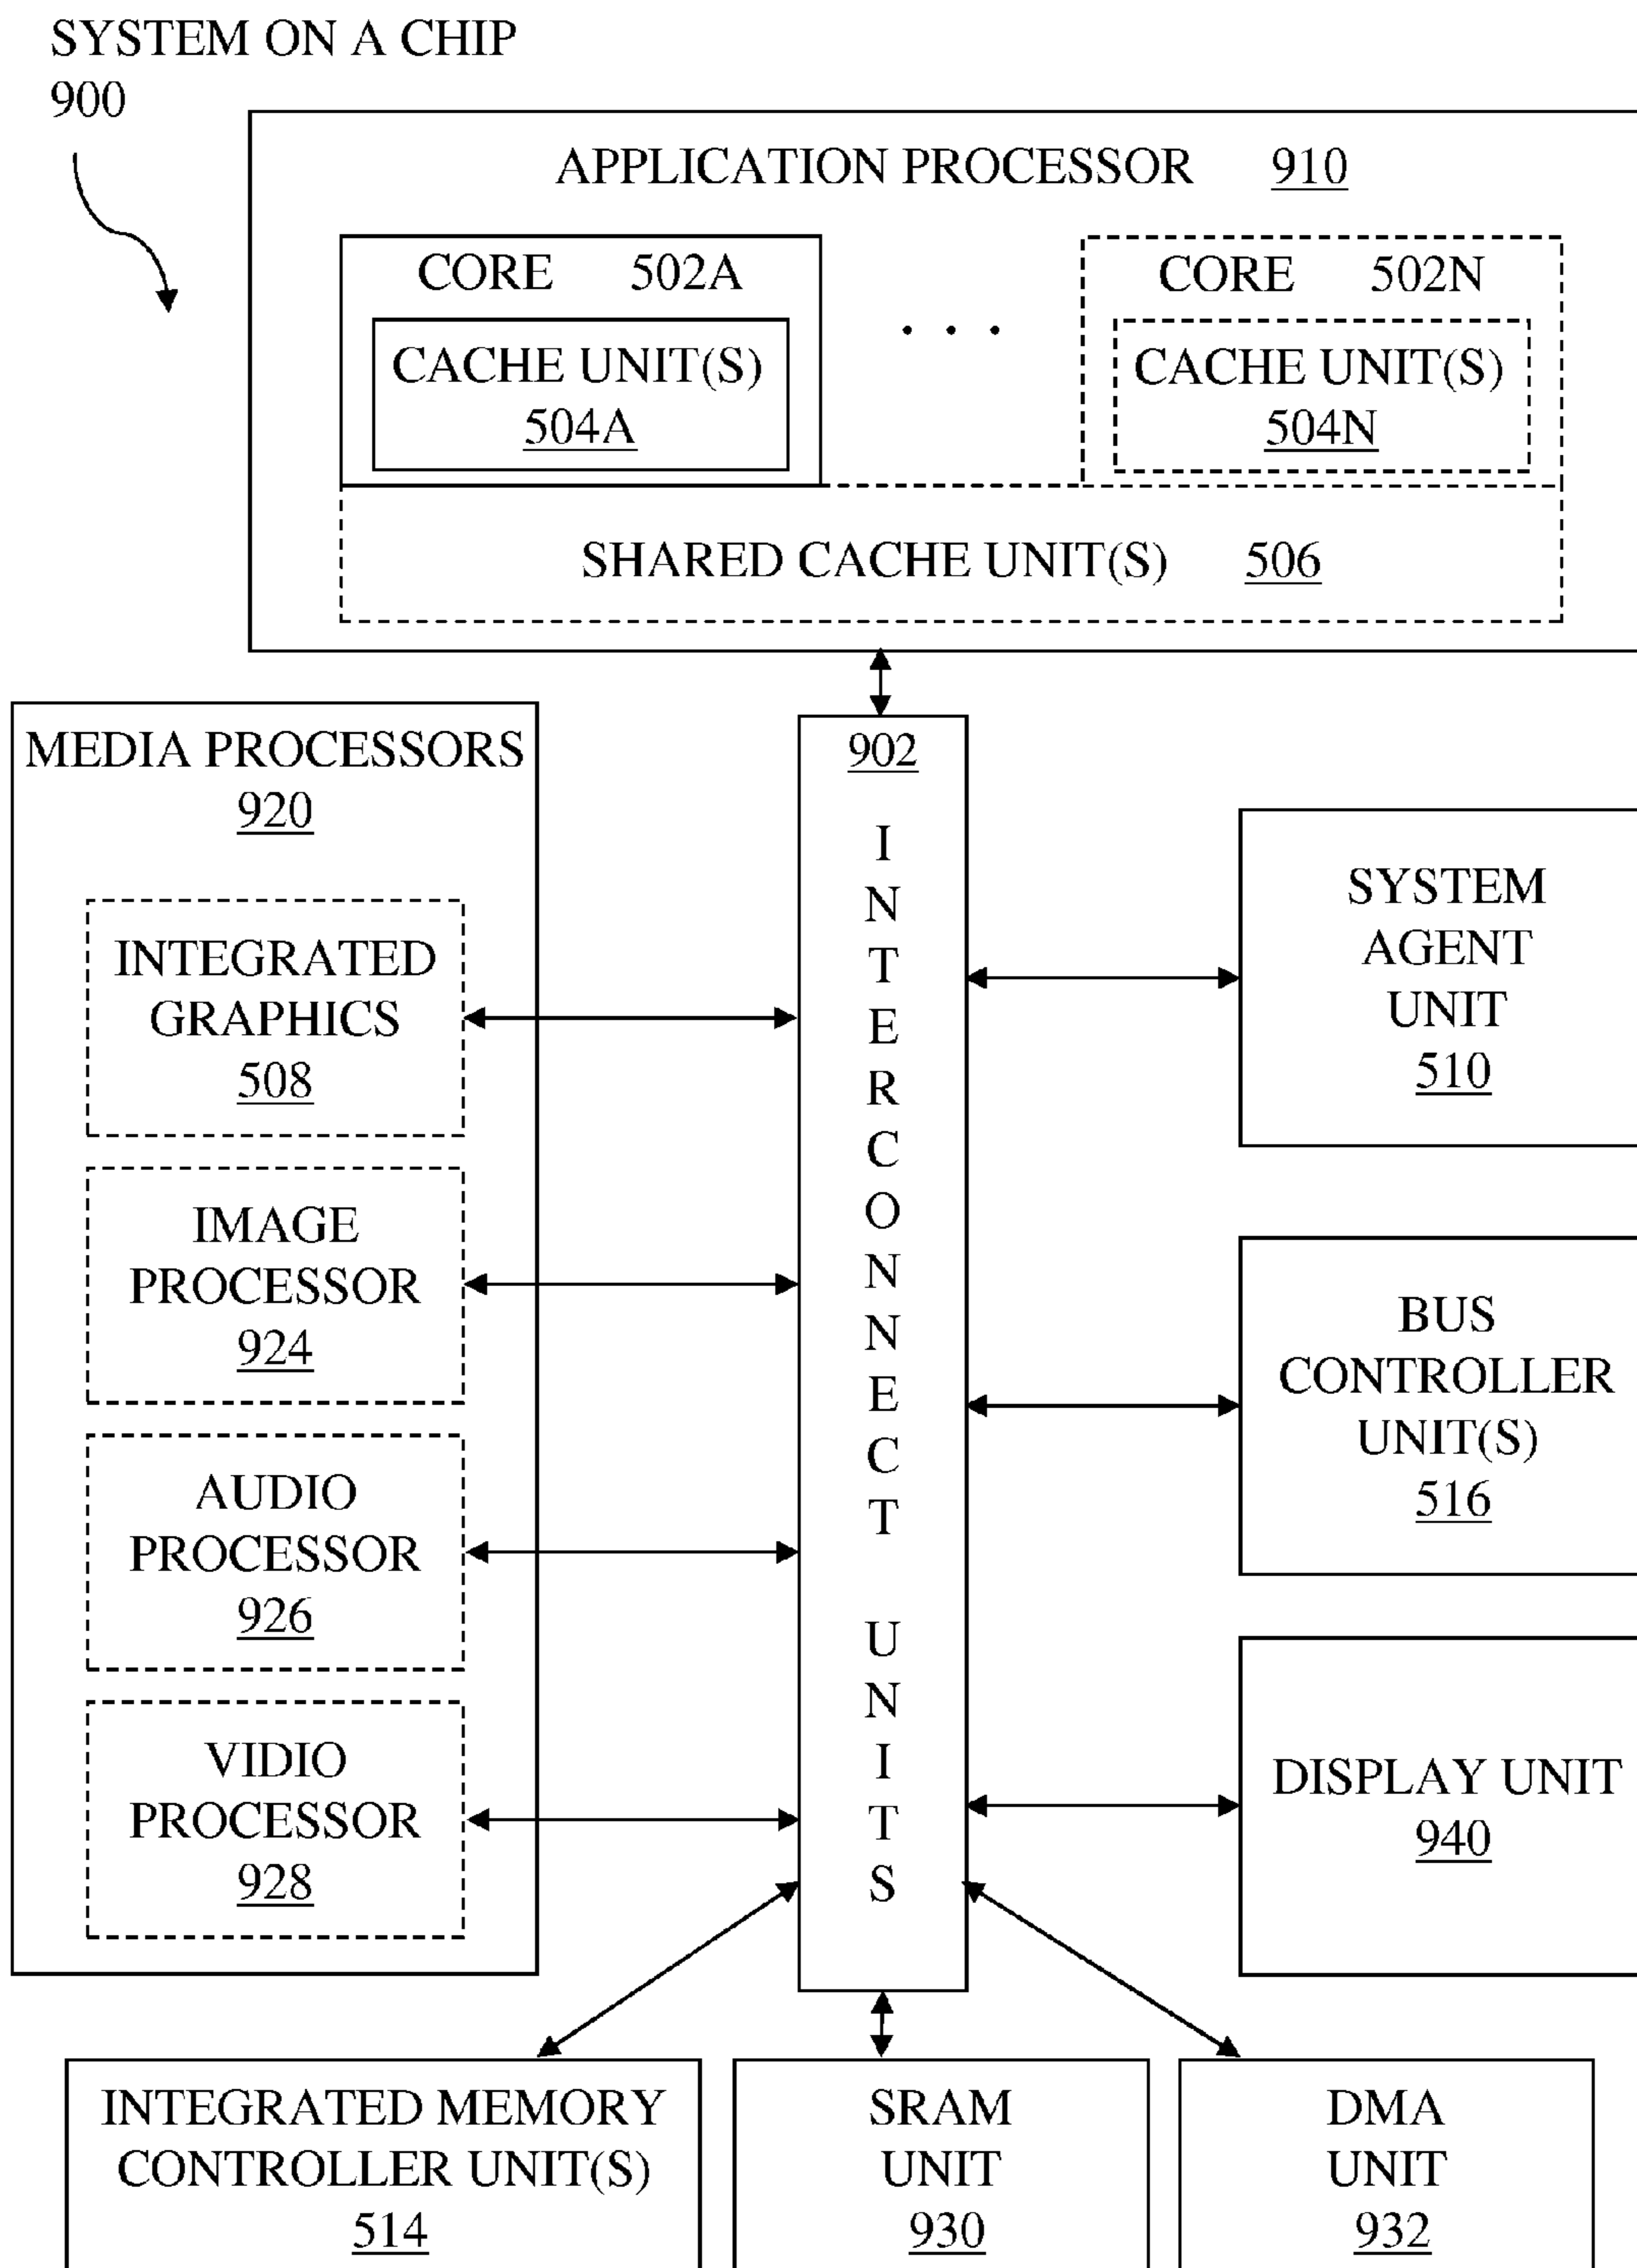 SYSTEM ON A CHIP
900
APPLICATION PROCESSOR 910
CORE 502A
CACHE UNIT(S)
504A
. . .
CORE 502N
CACHE UNIT(S)
504N
SHARED CACHE UNIT(S) 506
MEDIA PROCESSORS
920
INTEGRATED
GRAPHICS
508
IMAGE
PROCESSOR
924
AUDIO
PROCESSOR
926
VIDIO
PROCESSOR
928
902
INTERCONNECT UNITS
SYSTEM
AGENT
UNIT
510
BUS
CONTROLLER
UNIT(S)
516
DISPLAY UNIT
940
INTEGRATED MEMORY
CONTROLLER UNIT(S)
514
SRAM
UNIT
930
DMA
UNIT
932